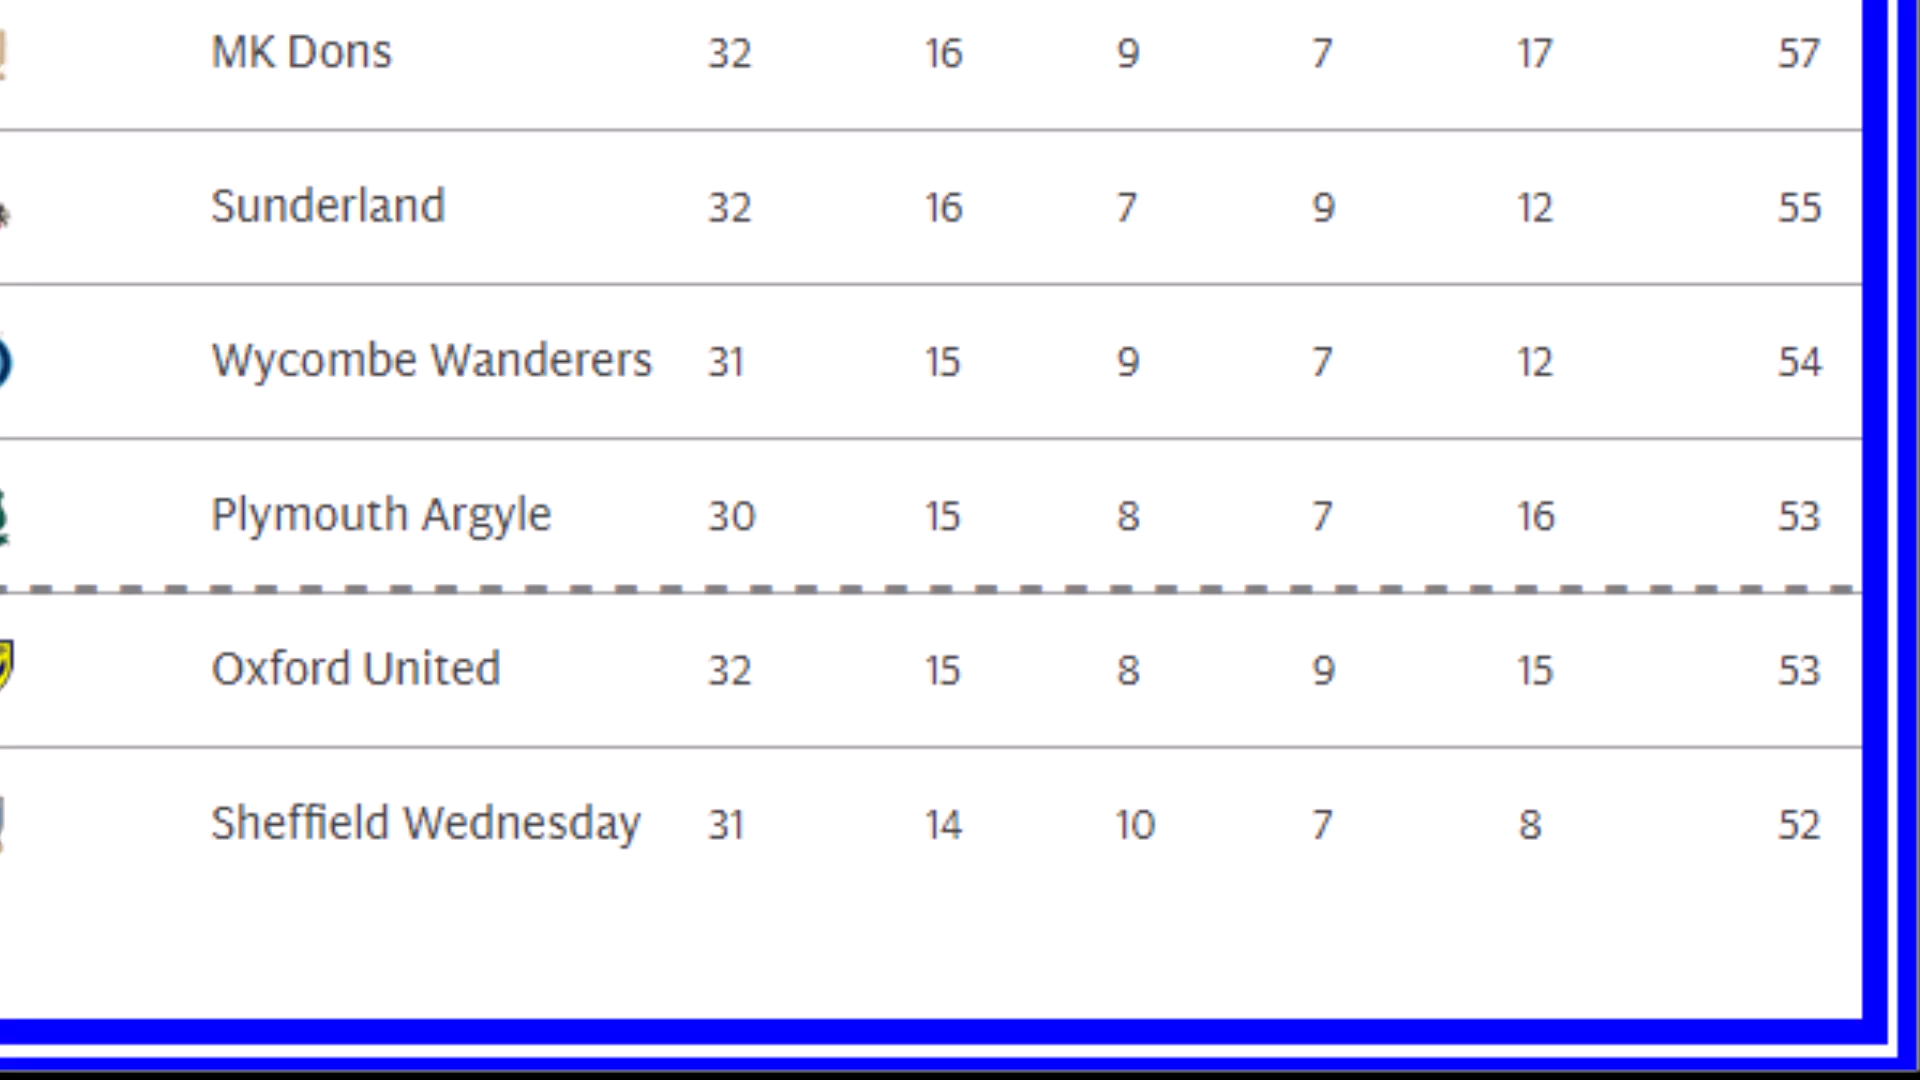 MK Dons 32 16 9 7 17 57
Sunderland 32 16 7 9 12 55
Wycombe Wanderers 31 15 9 7 12 54
Plymouth Argyle 30 15 8 7 16 53
Oxford United 32 15 8 9 15 53
Sheffield Wednesday 31 14 10 7 8 52